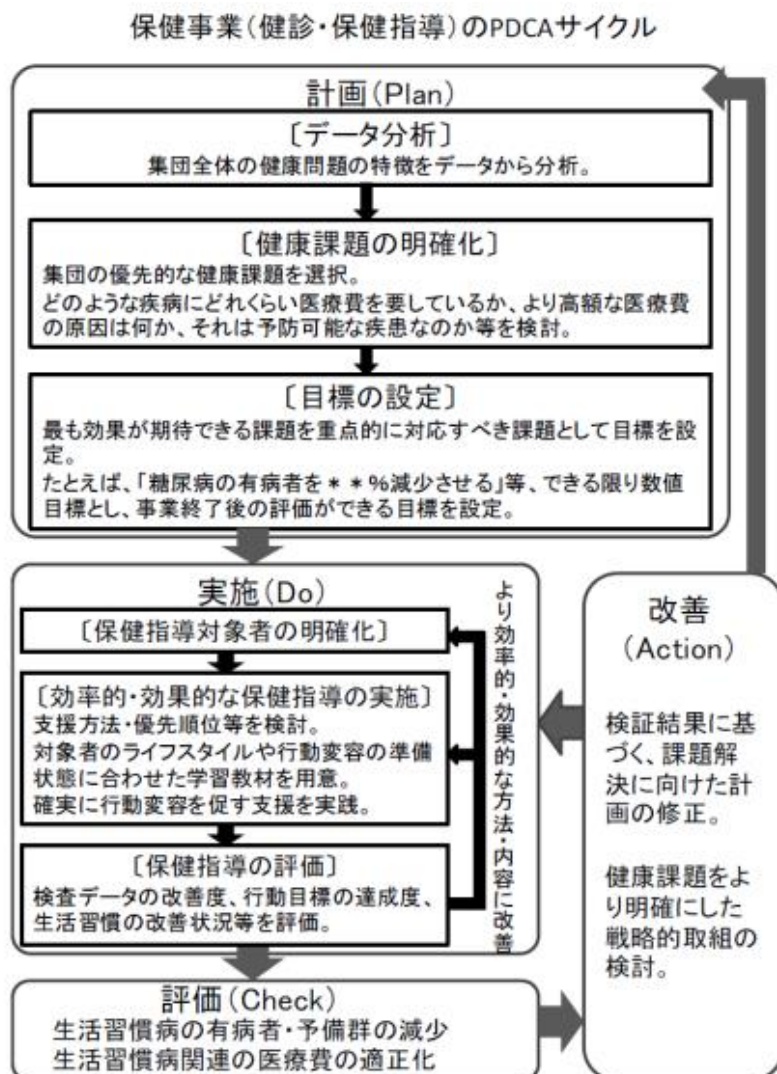 保健事業(健診・保健指導)のPDCAサイクル
計画(Plan)
〔データ分析〕
集団全体の健康問題の特徴をデータから分析。
〔健康課題の明確化〕
集団の優先的な健康課題を選択。
どのような疾病にどれくらい医療費を要しているか、より高額な医療費
の原因は何か、それは予防可能な疾患なのか等を検討。
〔目標の設定〕
最も効果が期待できる課題を重点的に対応すべき課題として目標を設
定。
たとえば、「糖尿病の有病者を**%減少させる」等、できる限り数値
目標とし、事業終了後の評価ができる目標を設定。
実施(Do)
〔保健指導対象者の明確化〕
〔効率的・効果的な保健指導の実施〕
支援方法・優先順位等を検討。
対象者のライフスタイルや行動変容の準備
状態に合わせた学習教材を用意。
確実に行動変容を促す支援を実践。
〔保健指導の評価〕
検査データの改善度、行動目標の達成度、
生活習慣の改善状況等を評価。
より効率的・効果的な方法・内容に改善
評価(Check)
生活習慣病の有病者・予備群の減少
生活習慣病関連の医療費の適正化
改善
(Action)
検証結果に基
づく、課題解
決に向けた計
画の修正。
健康課題をよ
り明確にした
戦略的取組の
検討。